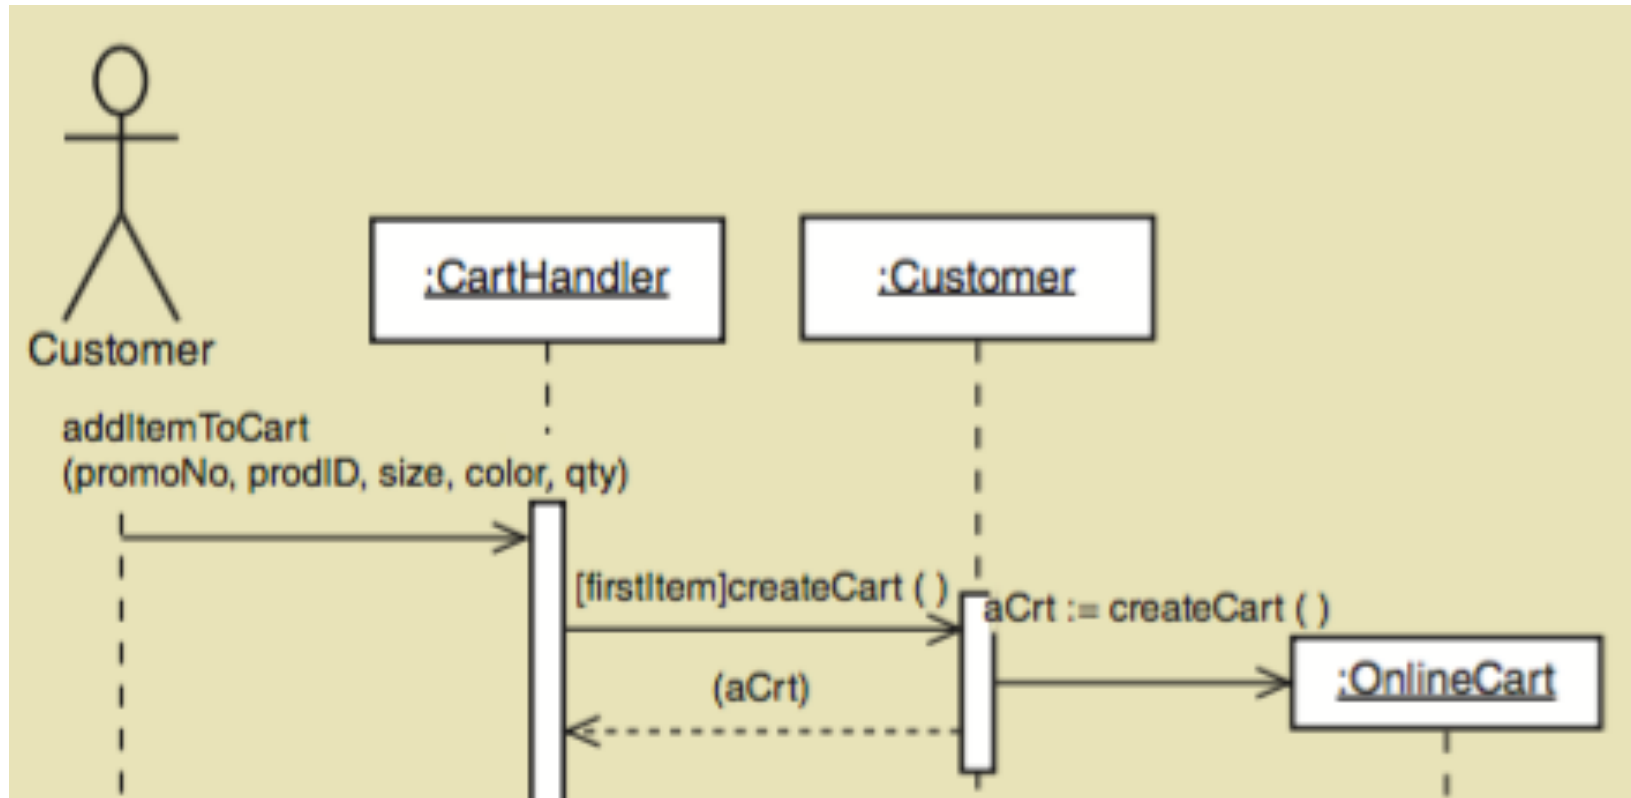 :CartHandler
:Customer
Customer
addItemToCart
(promoNo, prodID, size, color, qty)
[firstItem]createCart ( )
aCrt := createCart ( )
:OnlineCart
(aCrt)